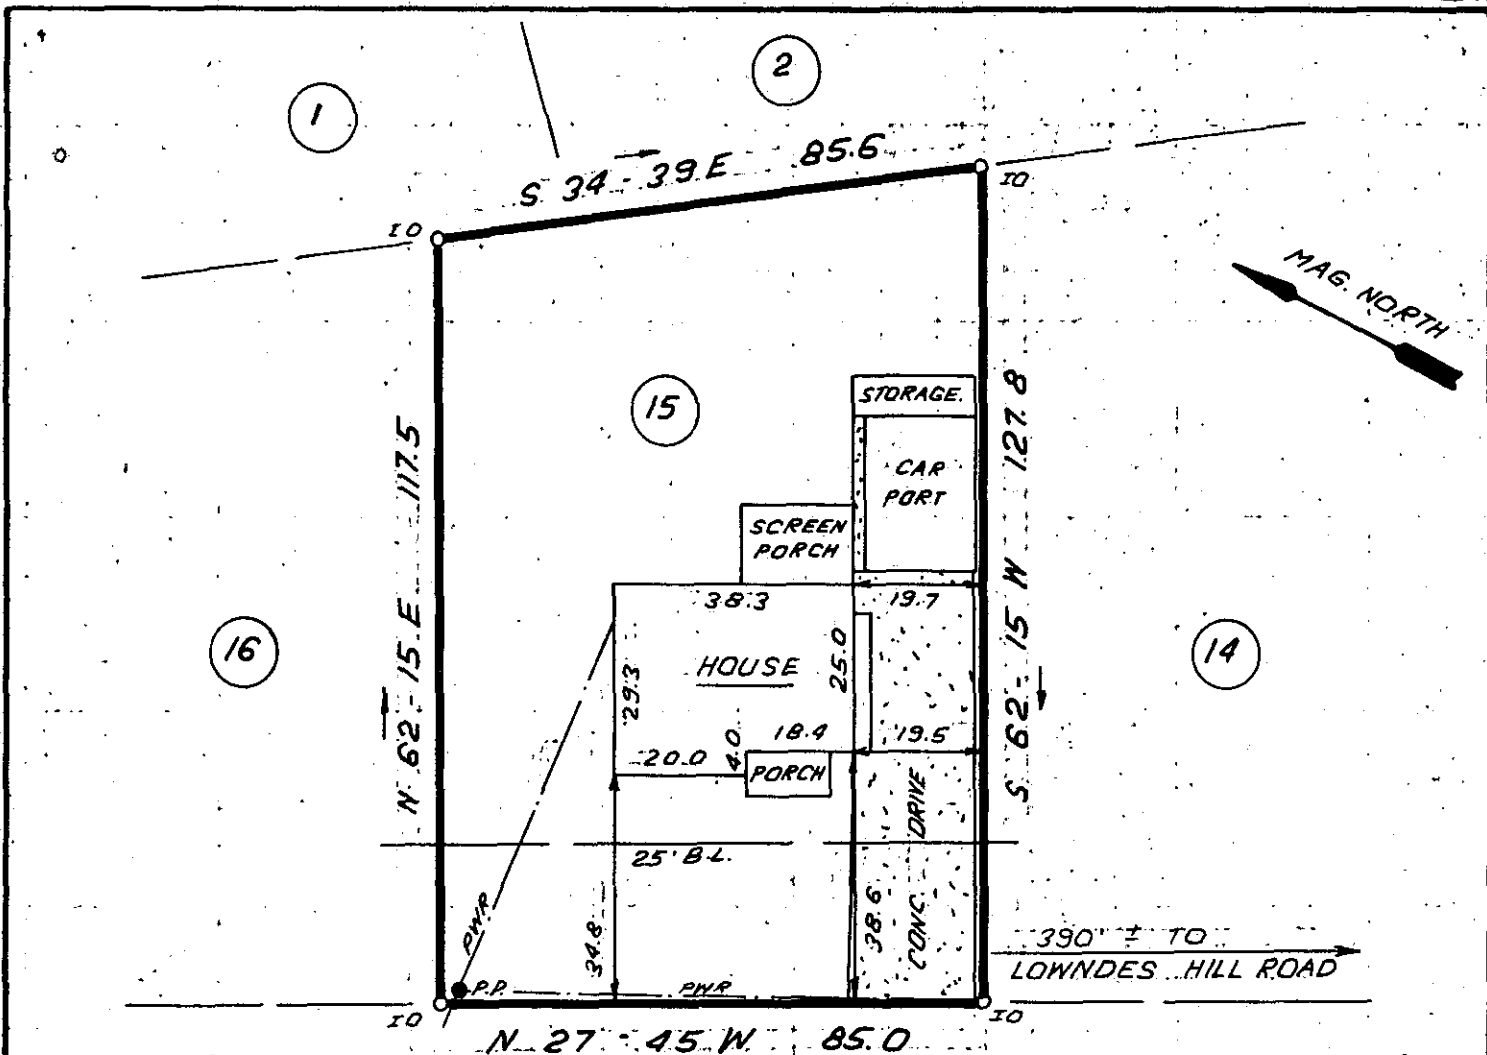 1
2
S 34-39 E 85.6
IO
IO
MAG. NORTH
15
STORAGE.
CAR
PORT
SCREEN
PORCH
N 62-15 E 117.5
S 62-15 W 127.8
38.3
19.7
16
HOUSE
29.3
25.0
14
20.0
4.0
18.4
19.5
PORCH
25' B-L.
PWR
34.8
38.6
CONC. DRIVE
390' ± TO
LOWNDES HILL ROAD
P.P.
PWR
IO
IO
N 27-45 W 85.0